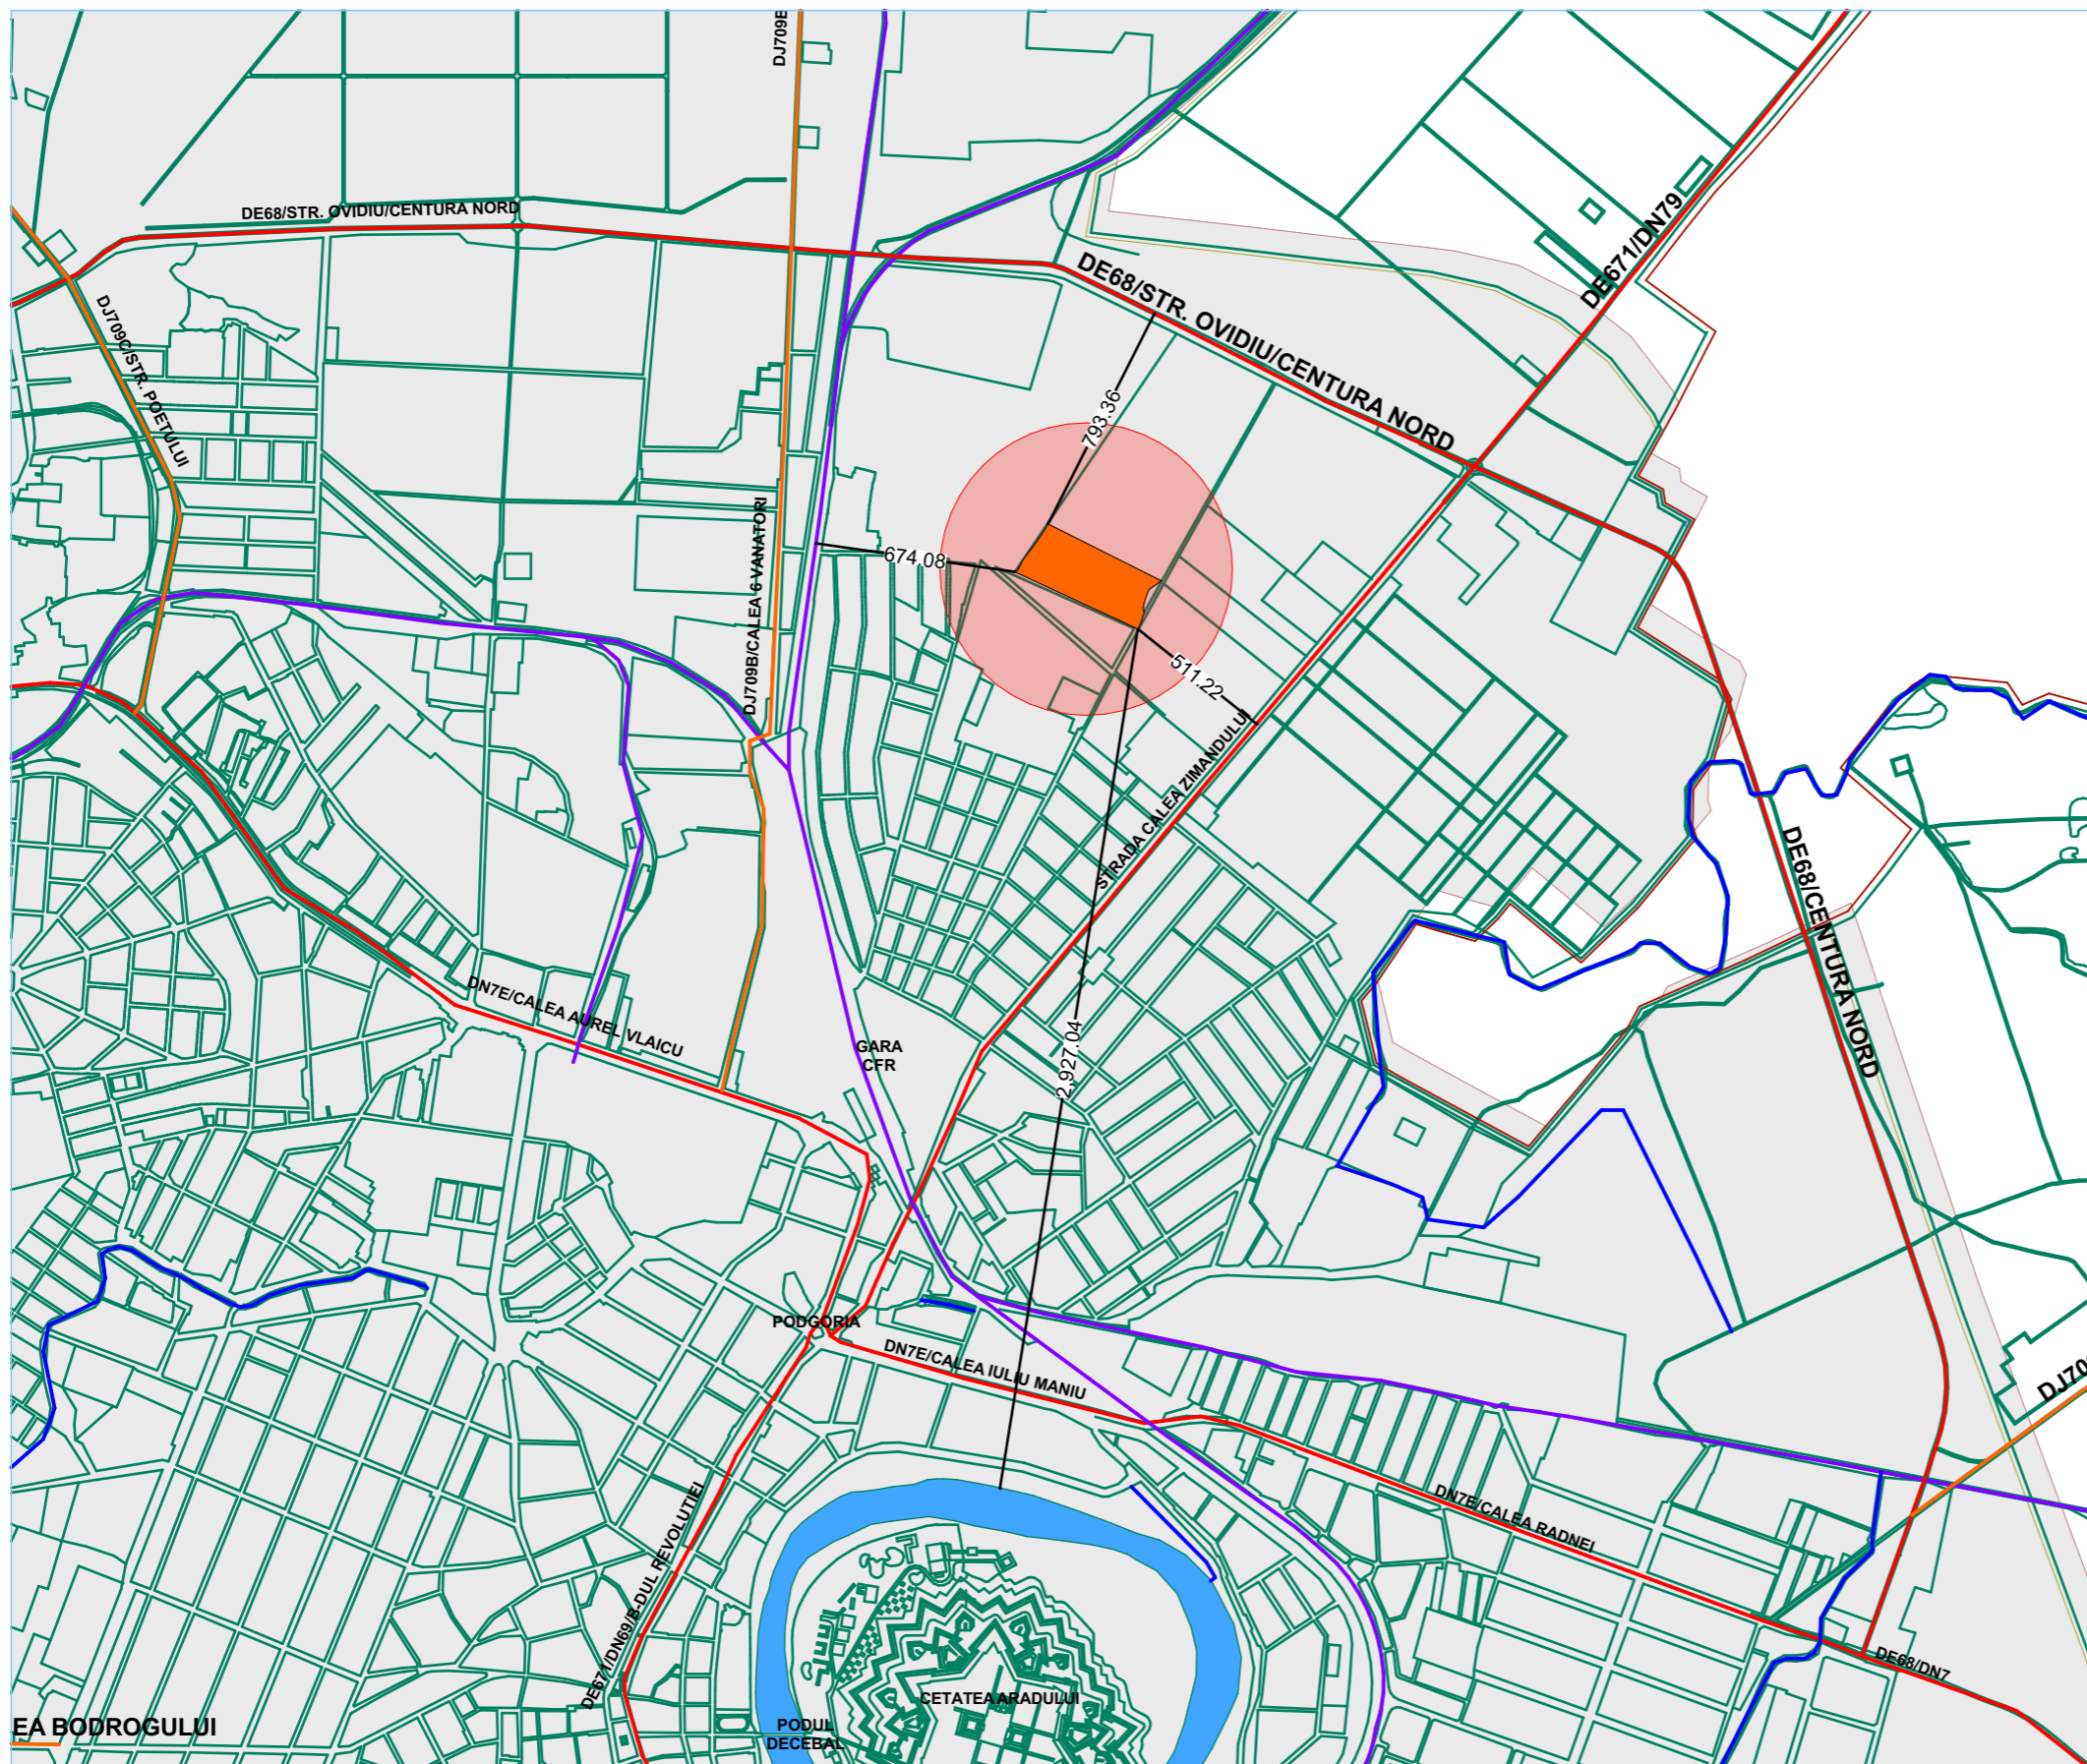 DJ709B
DE68/STR. OVIDIU/CENTURA NORD
DE671/DN79
DE68/STR. OVIDIU/CENTURA NORD
DJ709C/STR. POETULUI
793.36
674.08
DJ709B/CALEA 6 VANATORI
511.22
STRADA CALEA ZIMANDULUI
DE68/CENTURA NORD
DN7E/CALEA AUREL VLAICU
GARA
CFR
2,927.04
PODGORIA
DN7E/CALEA IULIU MANIU
DJ70
DN7E/CALEA RADNEI
DE671/DN69/B-DUL REVOLUTIEI
DE68/DN7
CETATEA ARADULUI
EA BODROGULUI
PODUL
DECEBAL